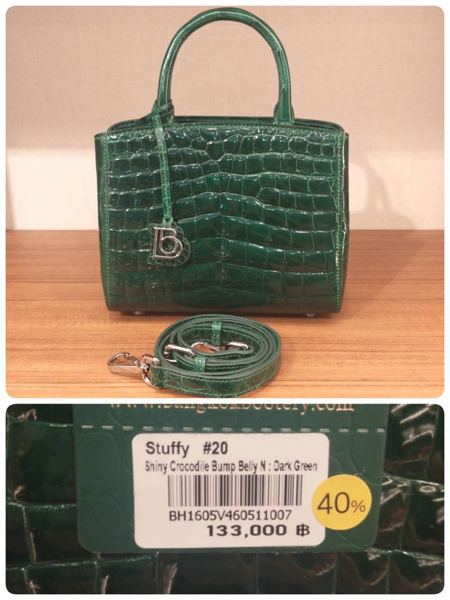 B
www.bangkokbootery.com
Stuffy #20
Shiny Crocodile Bump Belly N : Dark Green
BH1605V460511007
133,000 ฿
40%